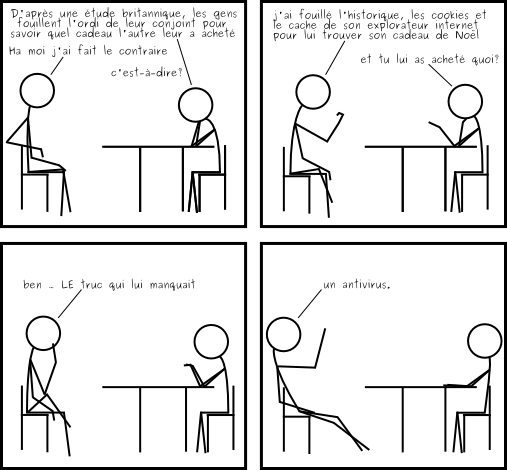 D'après une étude britannique, les gens
fouillent l'ordi de leur conjoint pour
savoir quel cadeau l'autre leur a acheté
Ha moi j'ai fait le contraire
c'est-à-dire?
j'ai fouillé l'historique, les cookies et
le cache de son explorateur internet
pour lui trouver son cadeau de Noël
et tu lui as acheté quoi?
ben … LE truc qui lui manquait
un antivirus.